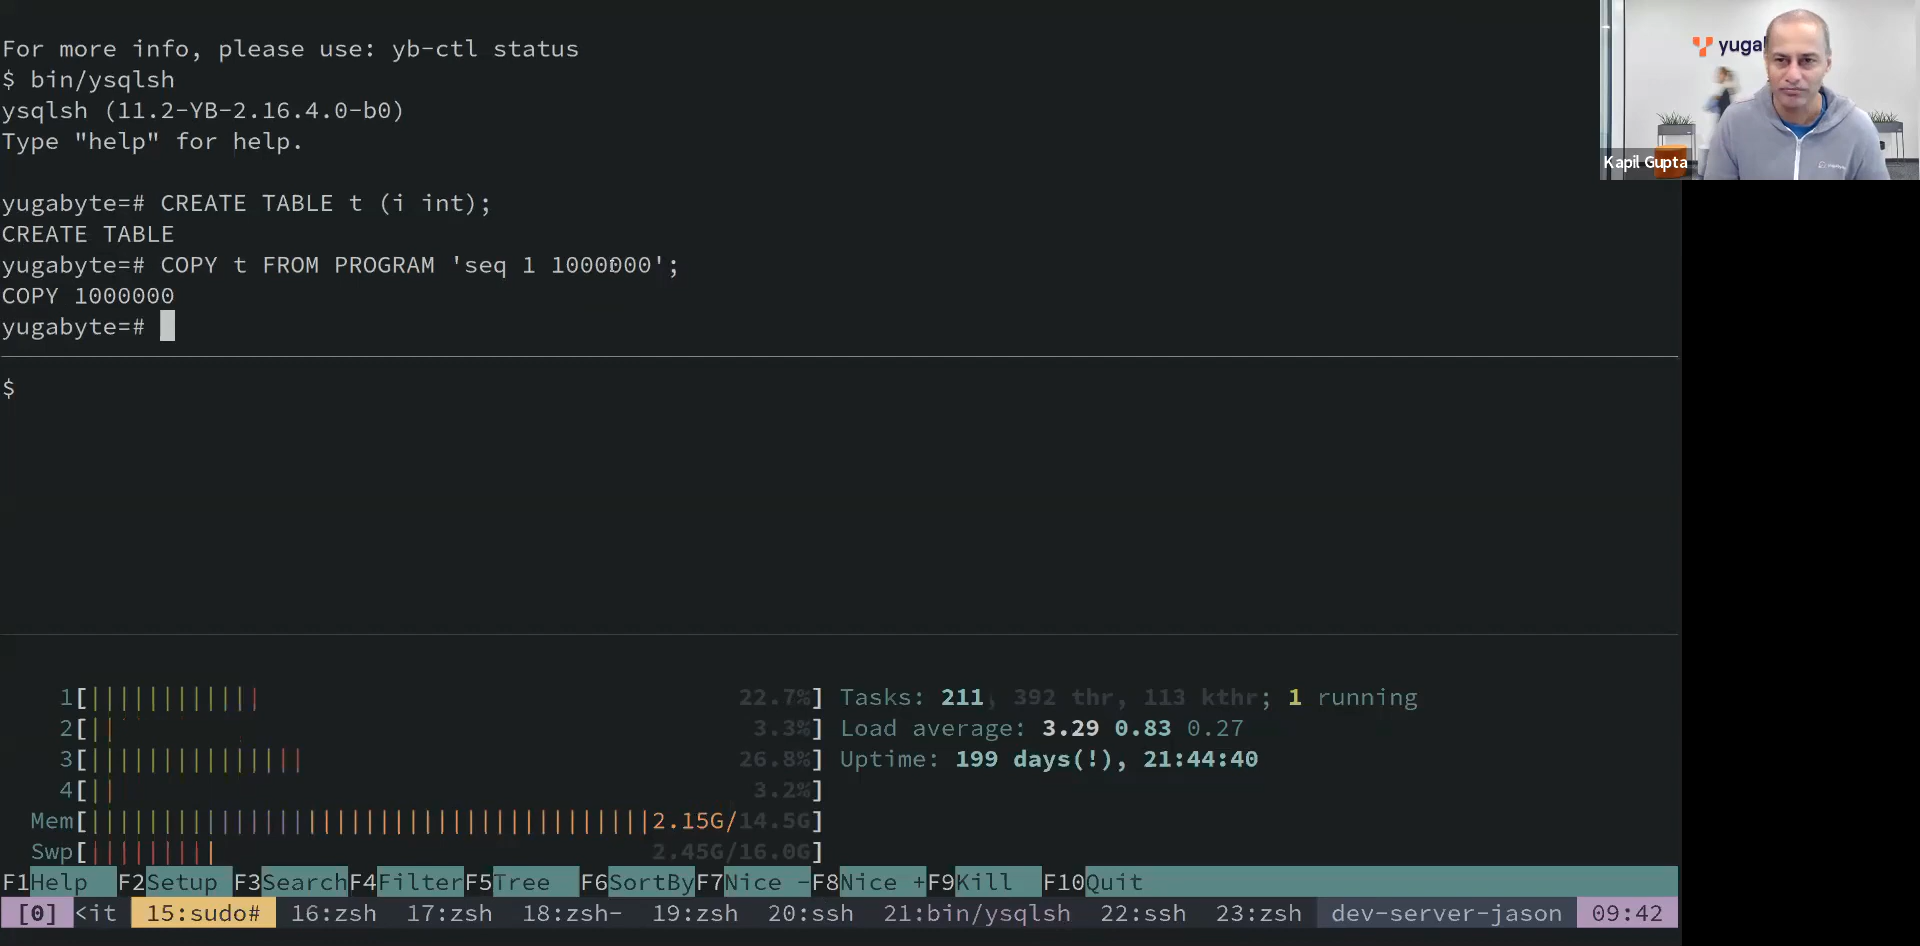 For more info, please use: yb-ctl status
$ bin/ysqlsh
ysqlsh (11.2-YB-2.16.4.0-b0)
Type "help" for help.
yugabyte=# CREATE TABLE t (i int);
CREATE TABLE
yugabyte=# COPY t FROM PROGRAM 'seq 1 1000000';
COPY 1000000
yugabyte=#
$
1[ 22.7%] Tasks: 211, 392 thr, 113 kthr; 1 running
2[ 3.3%] Load average: 3.29 0.83 0.27
3[ 26.8%] Uptime: 199 days(!), 21:44:40
4[ 3.2%]
Mem[ 2.15G/14.5G]
Swp[ 2.45G/16.0G]
F1Help F2Setup F3SearchF4FilterF5Tree F6SortByF7Nice -F8Nice +F9Kill F10Quit
[0] <it 15:sudo# 16:zsh 17:zsh 18:zsh- 19:zsh 20:ssh 21:bin/ysqlsh 22:ssh 23:zsh dev-server-jason 09:42
yuga
Kapil Gupta